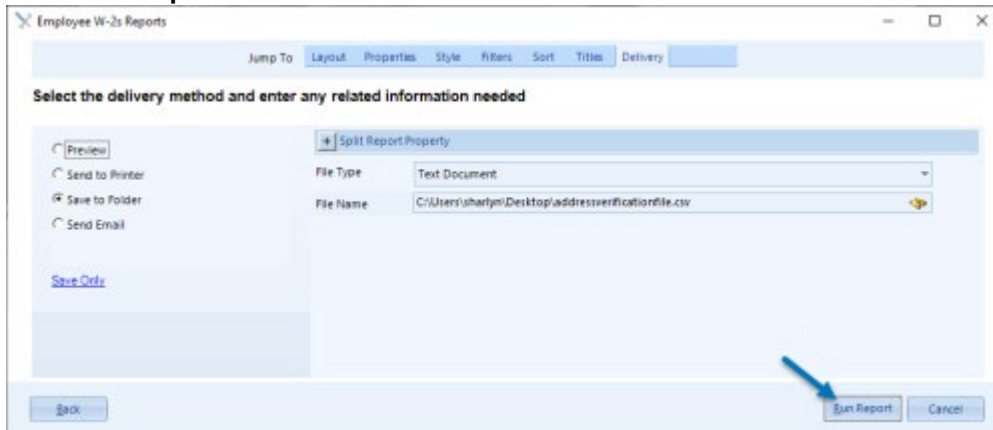 Employee W-2s Reports
Jump To Layout Properties Style Filters Sort Titles Delivery
Select the delivery method and enter any related information needed
Preview
Send to Printer
Save to Folder
Send Email
Save Only
+ Split Report Property
File Type Text Document
File Name C:\Users\sharlyn\Desktop\addressverificationfile.csv
Back Run Report Cancel